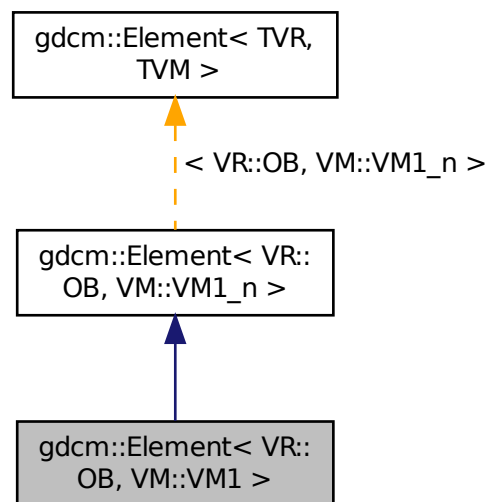 gdcm::Element< TVR,
TVM >
< VR::OB, VM::VM1_n >
gdcm::Element< VR::
OB, VM::VM1_n >
gdcm::Element< VR::
OB, VM::VM1 >